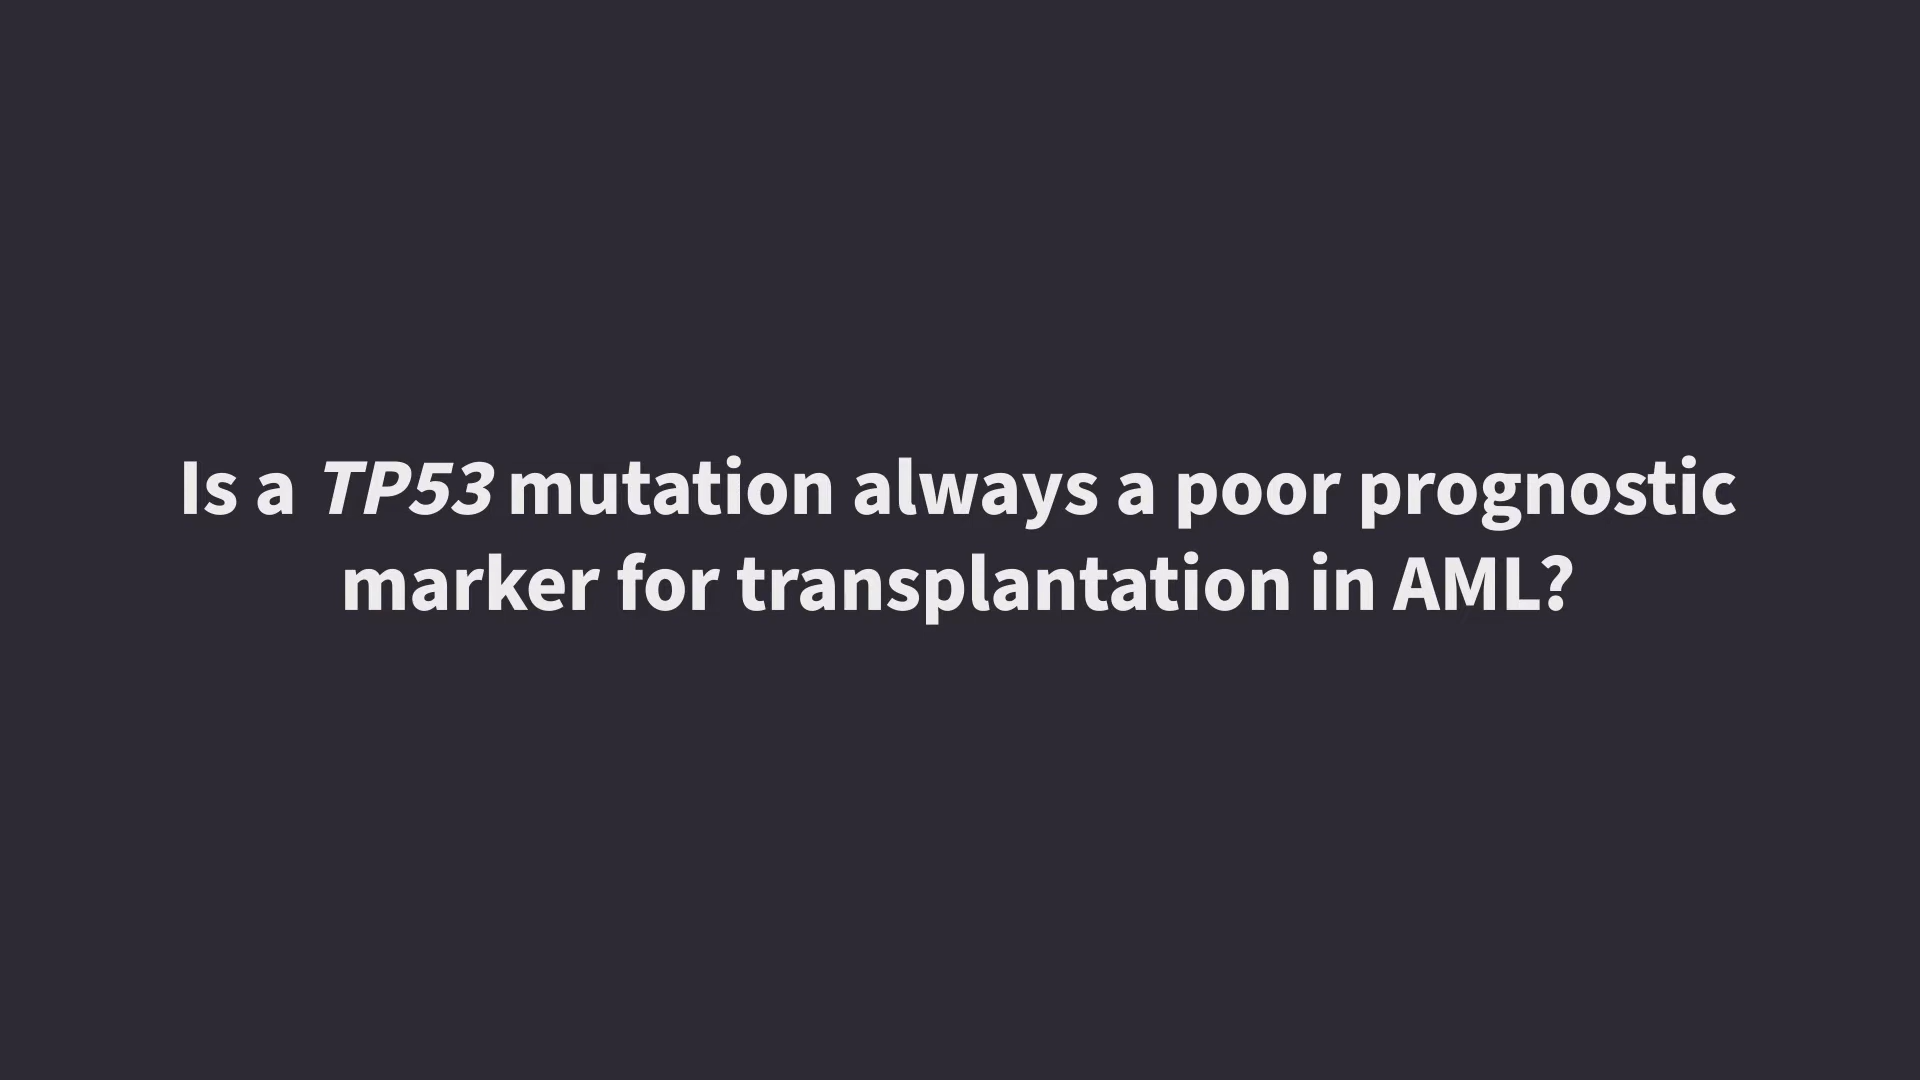 Is a TP53 mutation always a poor prognostic
marker for transplantation in AML?